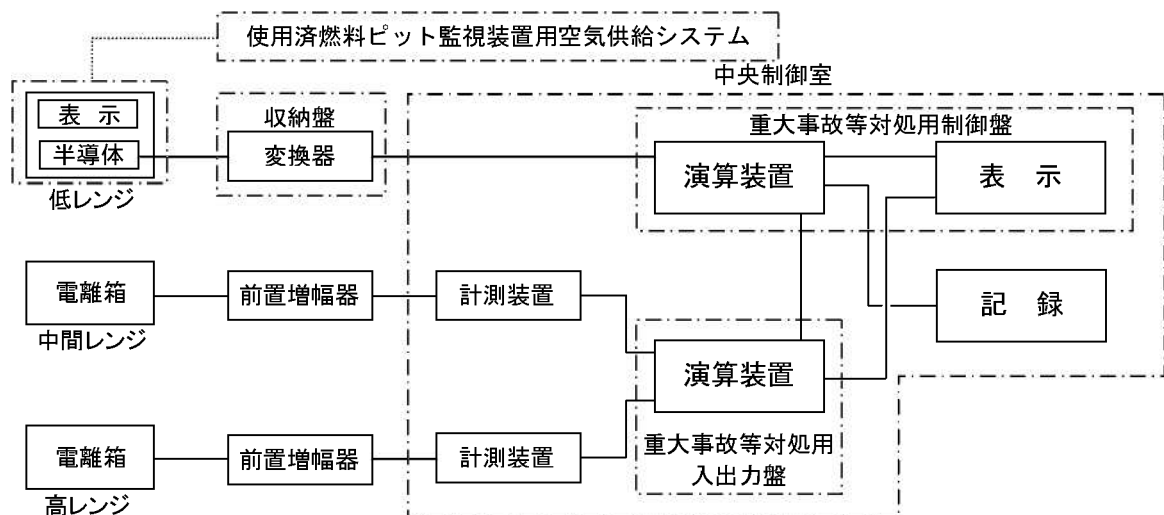 使用済燃料ピット監視装置用空気供給システム
中央制御室
表 示
半導体
低レンジ
収納盤
変換器
重大事故等対処用制御盤
演算装置
表 示
電離箱
中間レンジ
前置増幅器
計測装置
記 録
演算装置
重大事故等対処用
入出力盤
電離箱
高レンジ
前置増幅器
計測装置